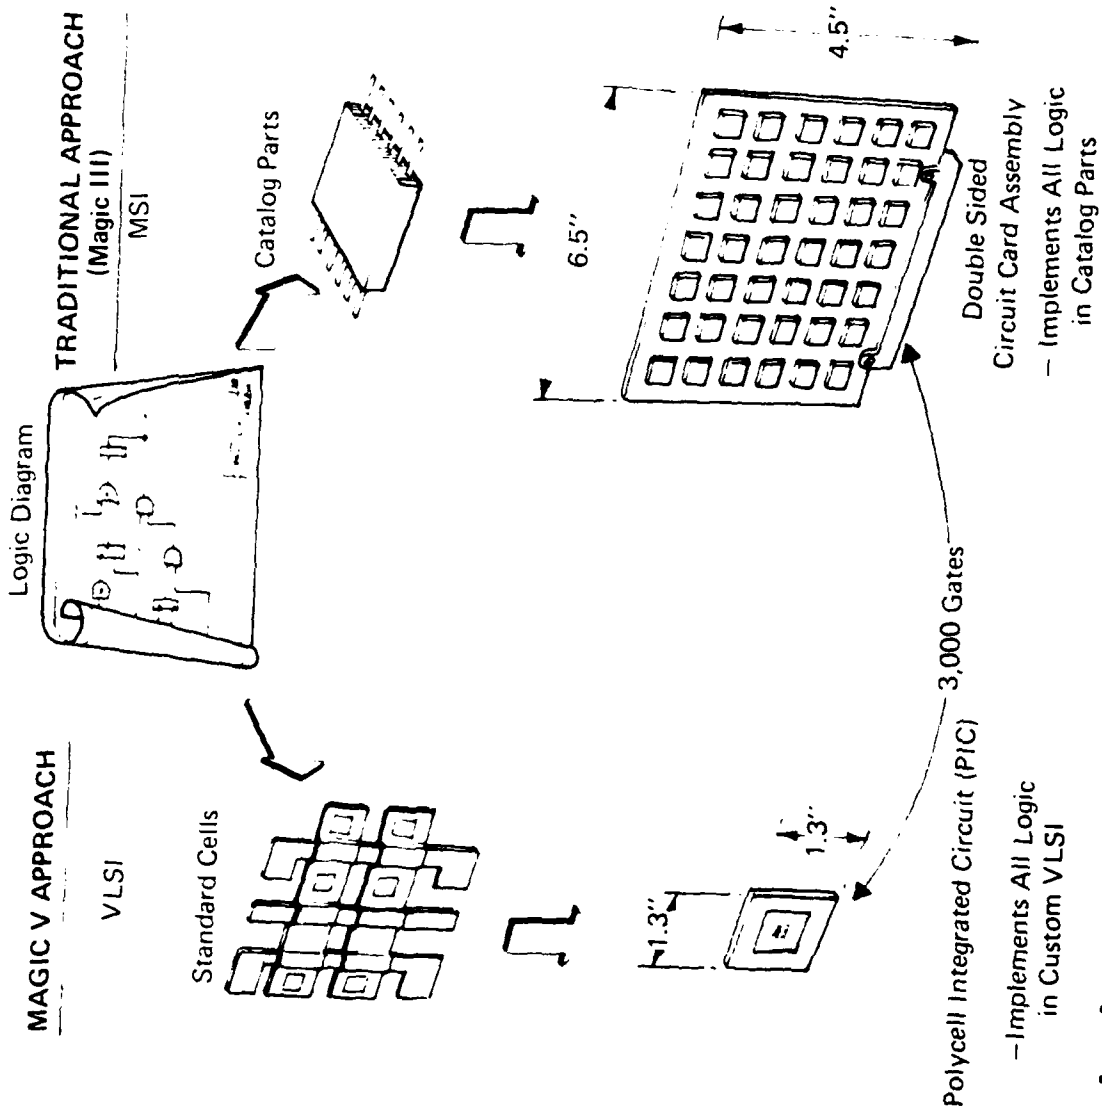 Logic Diagram
MAGIC V APPROACH
VLSI
Standard Cells
1.3"
1.3"
Polycell Integrated Circuit (PIC)
—Implements All Logic
in Custom VLSI
3,000 Gates
TRADITIONAL APPROACH
(Magic III)
MSI
Catalog Parts
6.5"
4.5"
Double Sided
Circuit Card Assembly
— Implements All Logic
in Catalog Parts